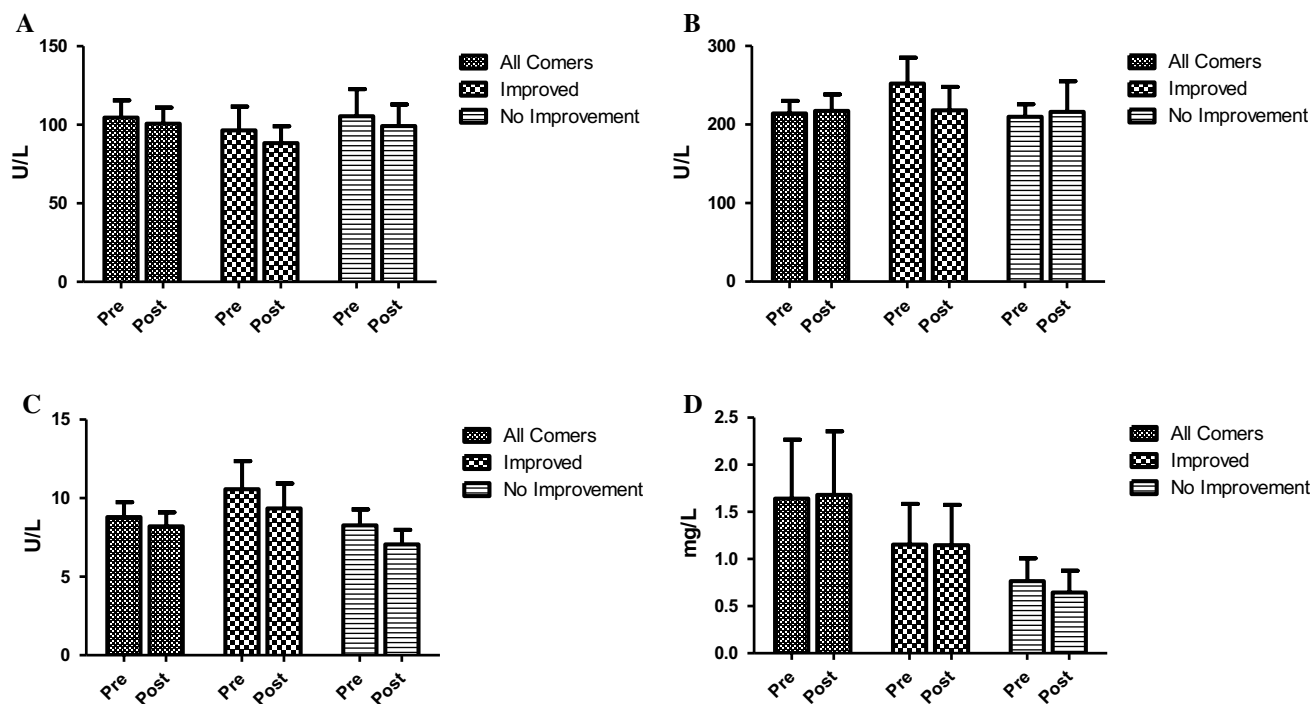 A
150
100
50
0
U/L
Pre
Post
Pre
Post
Pre
Post
All Comers
Improved
No Improvement
B
300
200
100
0
U/L
Pre
Post
Pre
Post
Pre
Post
All Comers
Improved
No Improvement
C
15
10
5
0
U/L
Pre
Post
Pre
Post
Pre
Post
All Comers
Improved
No Improvement
D
2.5
2.0
1.5
1.0
0.5
0.0
mg/L
Pre
Post
Pre
Post
Pre
Post
All Comers
Improved
No Improvement